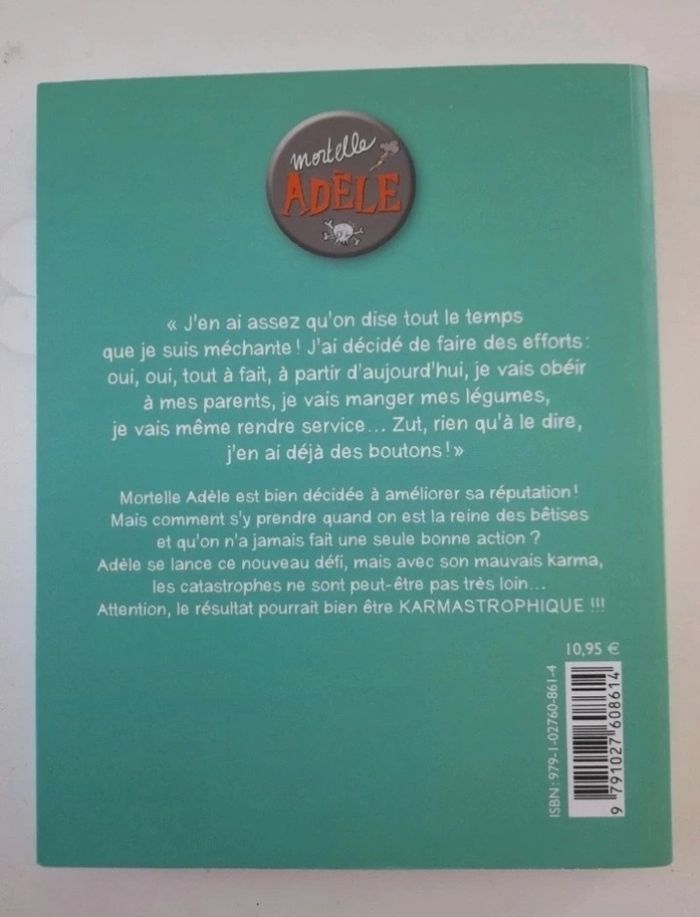 mortelle
ADÈLE
« J'en ai assez qu'on dise tout le temps
que je suis méchante ! J'ai décidé de faire des efforts :
oui, oui, tout à fait, à partir d'aujourd'hui, je vais obéir
à mes parents, je vais manger mes légumes,
je vais même rendre service... Zut, rien qu'à le dire,
j'en ai déjà des boutons ! »
Mortelle Adèle est bien décidée à améliorer sa réputation !
Mais comment s'y prendre quand on est la reine des bêtises
et qu'on n'a jamais fait une seule bonne action ?
Adèle se lance ce nouveau défi, mais avec son mauvais karma,
les catastrophes ne sont peut-être pas très loin...
Attention, le résultat pourrait bien être KARMASTROPHIQUE !!!
10,95 €
ISBN : 979-1-02760-861-4
9 791027 608614